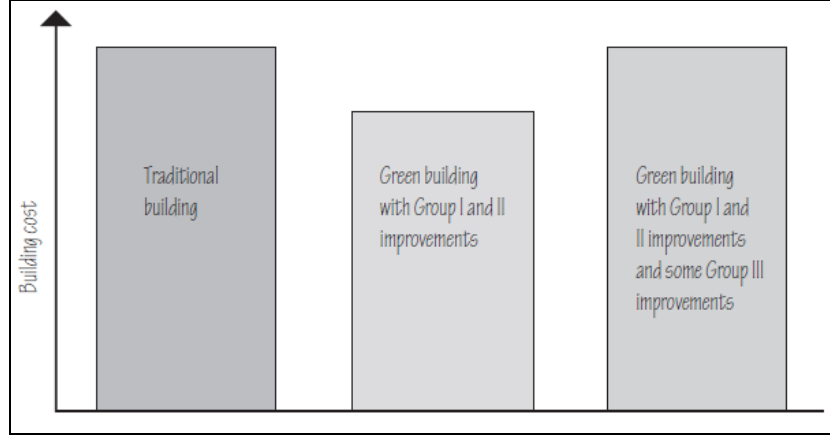 Building cost
Traditional
building
Green building
with Group I and II
improvements
Green building
with Group I and
II improvements
and some Group III
improvements